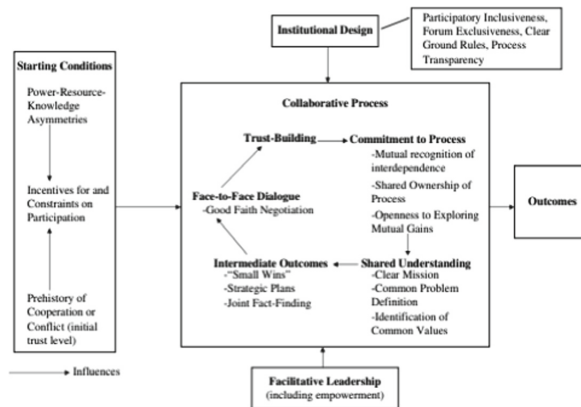 Institutional Design
Participatory Inclusiveness,
Forum Exclusiveness, Clear
Ground Rules, Process
Transparency
Starting Conditions
Power-Resource-
Knowledge
Asymmetries
Incentives for and
Constraints on
Participation
Prehistory of
Cooperation or
Conflict (initial
trust level)
Collaborative Process
Trust-Building
Commitment to Process
-Mutual recognition of
interdependence
-Shared Ownership of
Process
-Openness to Exploring
Mutual Gains
Face-to-Face Dialogue
-Good Faith Negotiation
Intermediate Outcomes
-“Small Wins”
-Strategic Plans
-Joint Fact-Finding
Shared Understanding
-Clear Mission
-Common Problem
Definition
-Identification of
Common Values
Outcomes
Influences
Facilitative Leadership
(including empowerment)